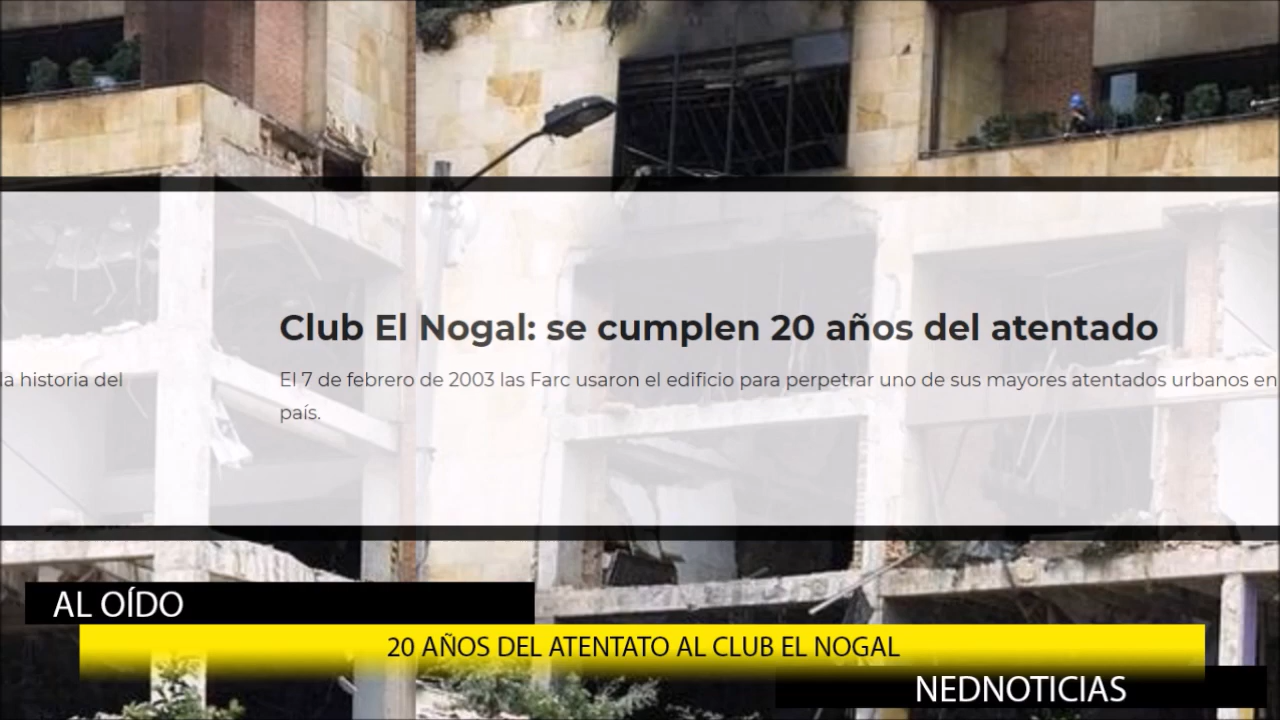 Club El Nogal: se cumplen 20 años del atentado
la historia del
El 7 de febrero de 2003 las Farc usaron el edificio para perpetrar uno de sus mayores atentados urbanos en
país.
AL OÍDO
20 AÑOS DEL ATENTATO AL CLUB EL NOGAL
NEDNOTICIAS